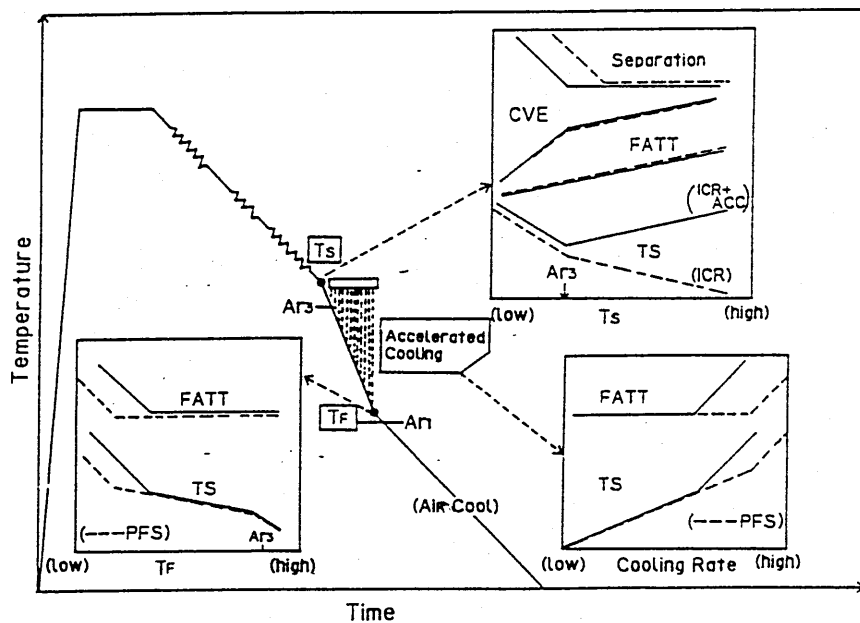 Temperature
Time
Ts
Ar3
Accelerated
Cooling
TF
Ar1
(Air Cool)
Separation
CVE
FATT
(ICR+
ACC)
TS
(ICR)
Ar3
(low)
Ts
(high)
FATT
TS
(----PFS)
Ar3
(low)
TF
(high)
FATT
TS
(----PFS)
(low)
Cooling Rate
(high)